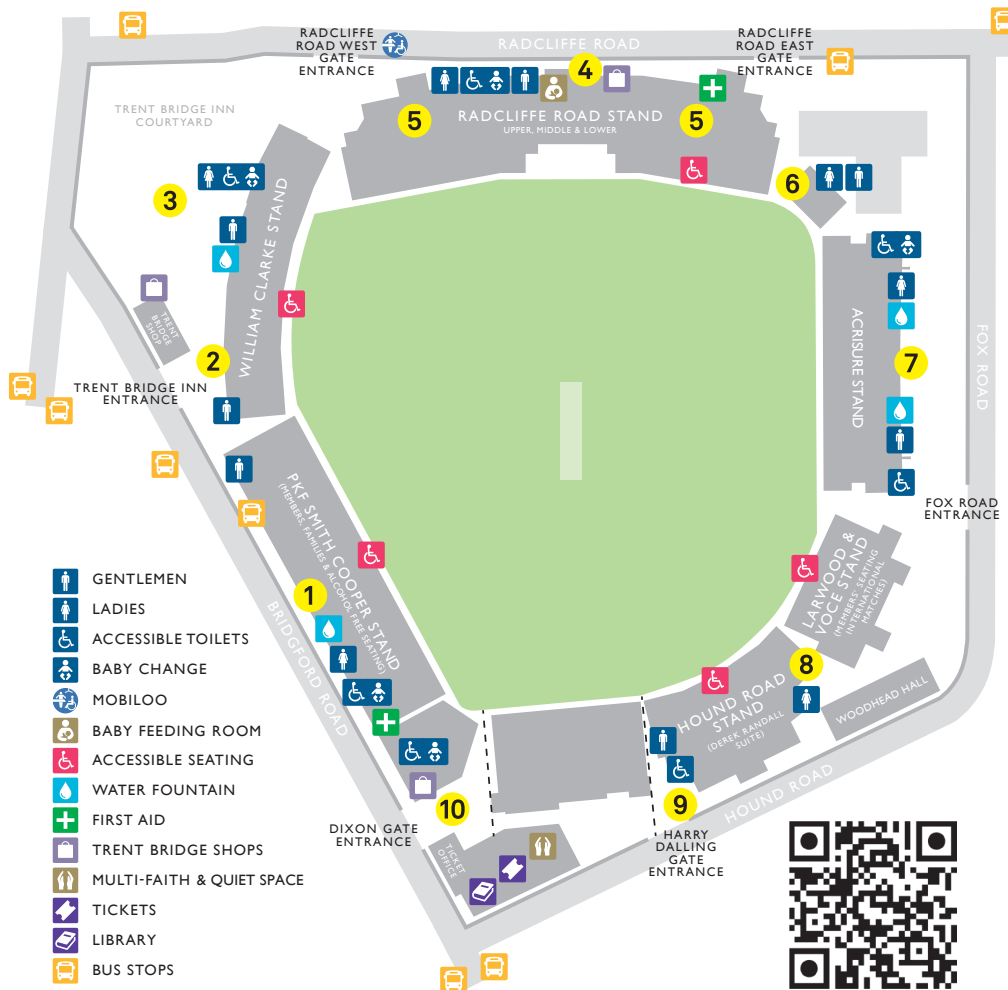 RADCLIFFE
ROAD WEST
GATE
ENTRANCE
RADCLIFFE ROAD
RADCLIFFE
ROAD EAST
GATE
ENTRANCE
4
TRENT BRIDGE INN
COURTYARD
5
RADCLIFFE ROAD STAND
UPPER, MIDDLE & LOWER
5
3
6
WILLIAM CLARKE STAND
TRENT
BRIDGE
SHOP
2
TRENT BRIDGE INN
ENTRANCE
ACRISURE STAND
7
FOX ROAD
FOX ROAD
ENTRANCE
PKF SMITH COOPER STAND
(MEMBERS, FAMILIES & ALCOHOL FREE SEATING)
1
BRIDGFORD ROAD
LARWOOD &
VOCE STAND
(MEMBERS' SEATING
INTERNATIONAL
MATCHES)
8
HOUND ROAD
STAND
(DEREK RANDALL
SUITE)
WOODHEAD HALL
HOUND ROAD
10
9
DIXON GATE
ENTRANCE
TICKET
OFFICE
HARRY
DALLING
GATE
ENTRANCE
GENTLEMEN
LADIES
ACCESSIBLE TOILETS
BABY CHANGE
MOBILOO
BABY FEEDING ROOM
ACCESSIBLE SEATING
WATER FOUNTAIN
FIRST AID
TRENT BRIDGE SHOPS
MULTI-FAITH & QUIET SPACE
TICKETS
LIBRARY
BUS STOPS